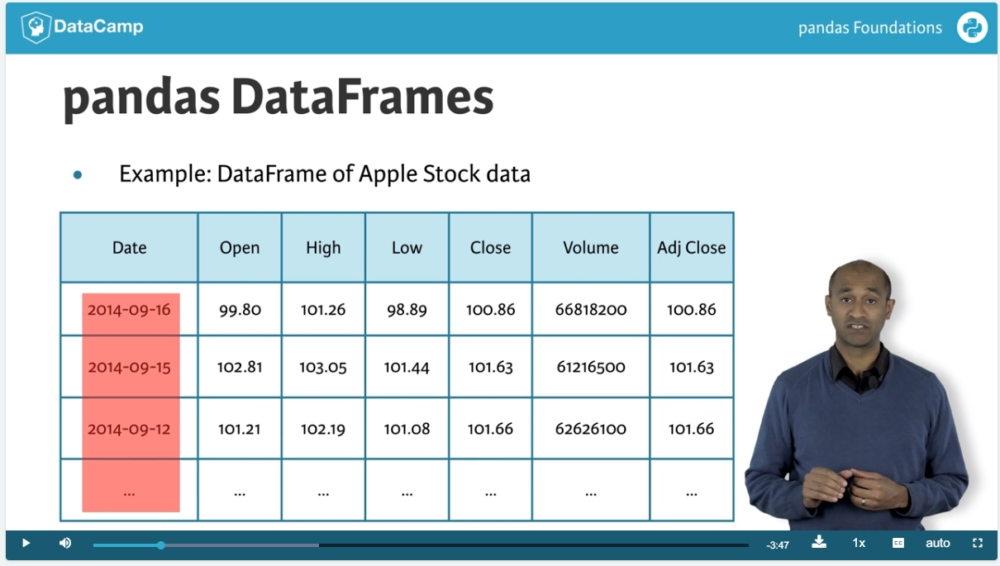 DataCamp
pandas Foundations
pandas DataFrames
• Example: DataFrame of Apple Stock data
Date Open High Low Close Volume Adj Close
2014-09-16 99.80 101.26 98.89 100.86 66818200 100.86
2014-09-15 102.81 103.05 101.44 101.63 61216500 101.63
2014-09-12 101.21 102.19 101.08 101.66 62626100 101.66
... ... ... ... ... ... ...
-3:47 1x CC auto